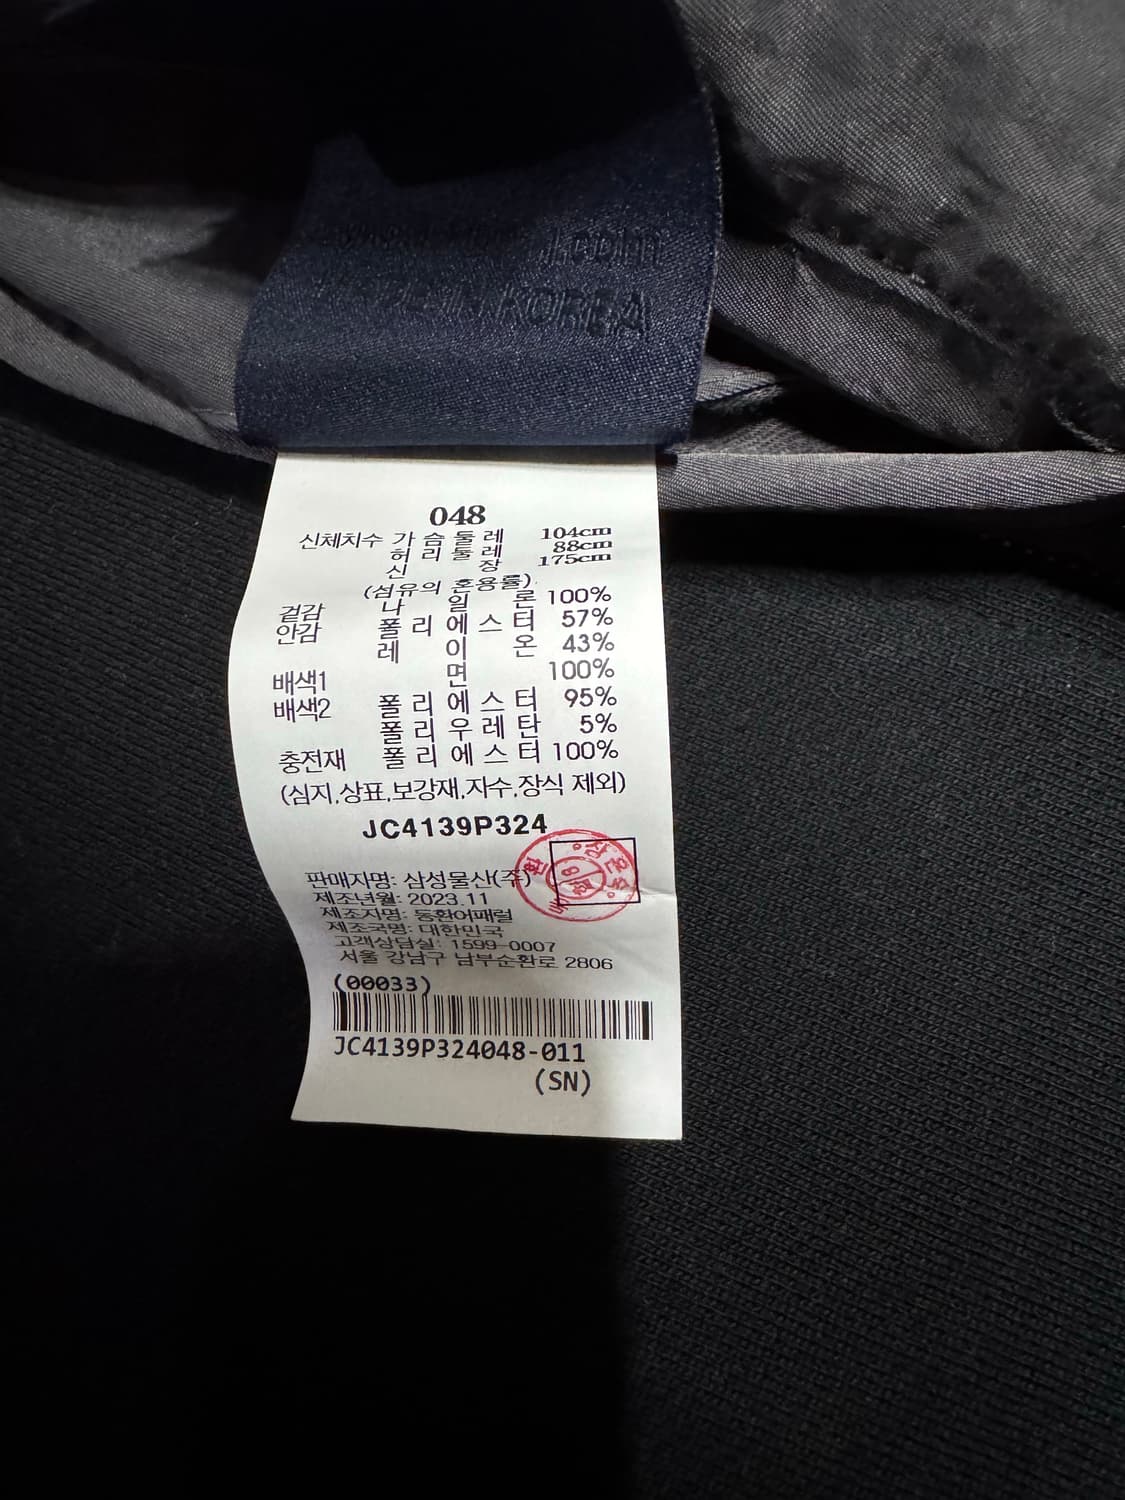 .com
MADE IN KOREA
048
신체치수 가 슴 둘 레 104cm
허 리 둘 레 88cm
신 장 175cm
(섬유의 혼용률)
겉감 나 일 론 100%
안감 폴 리 에 스 터 57%
레 이 온 43%
배색1 면 100%
배색2 폴 리 에 스 터 95%
폴 리 우 레 탄 5%
충전재 폴 리 에 스 터 100%
(심지,상표,보강재,자수,장식 제외)
JC4139P324
판매자명: 삼성물산(주)
제조년월: 2023.11
제조자명: 동환어패럴
제조국명: 대한민국
고객상담실: 1599-0007
서울 강남구 남부순환로 2806
(00033)
JC4139P324048-011
(SN)